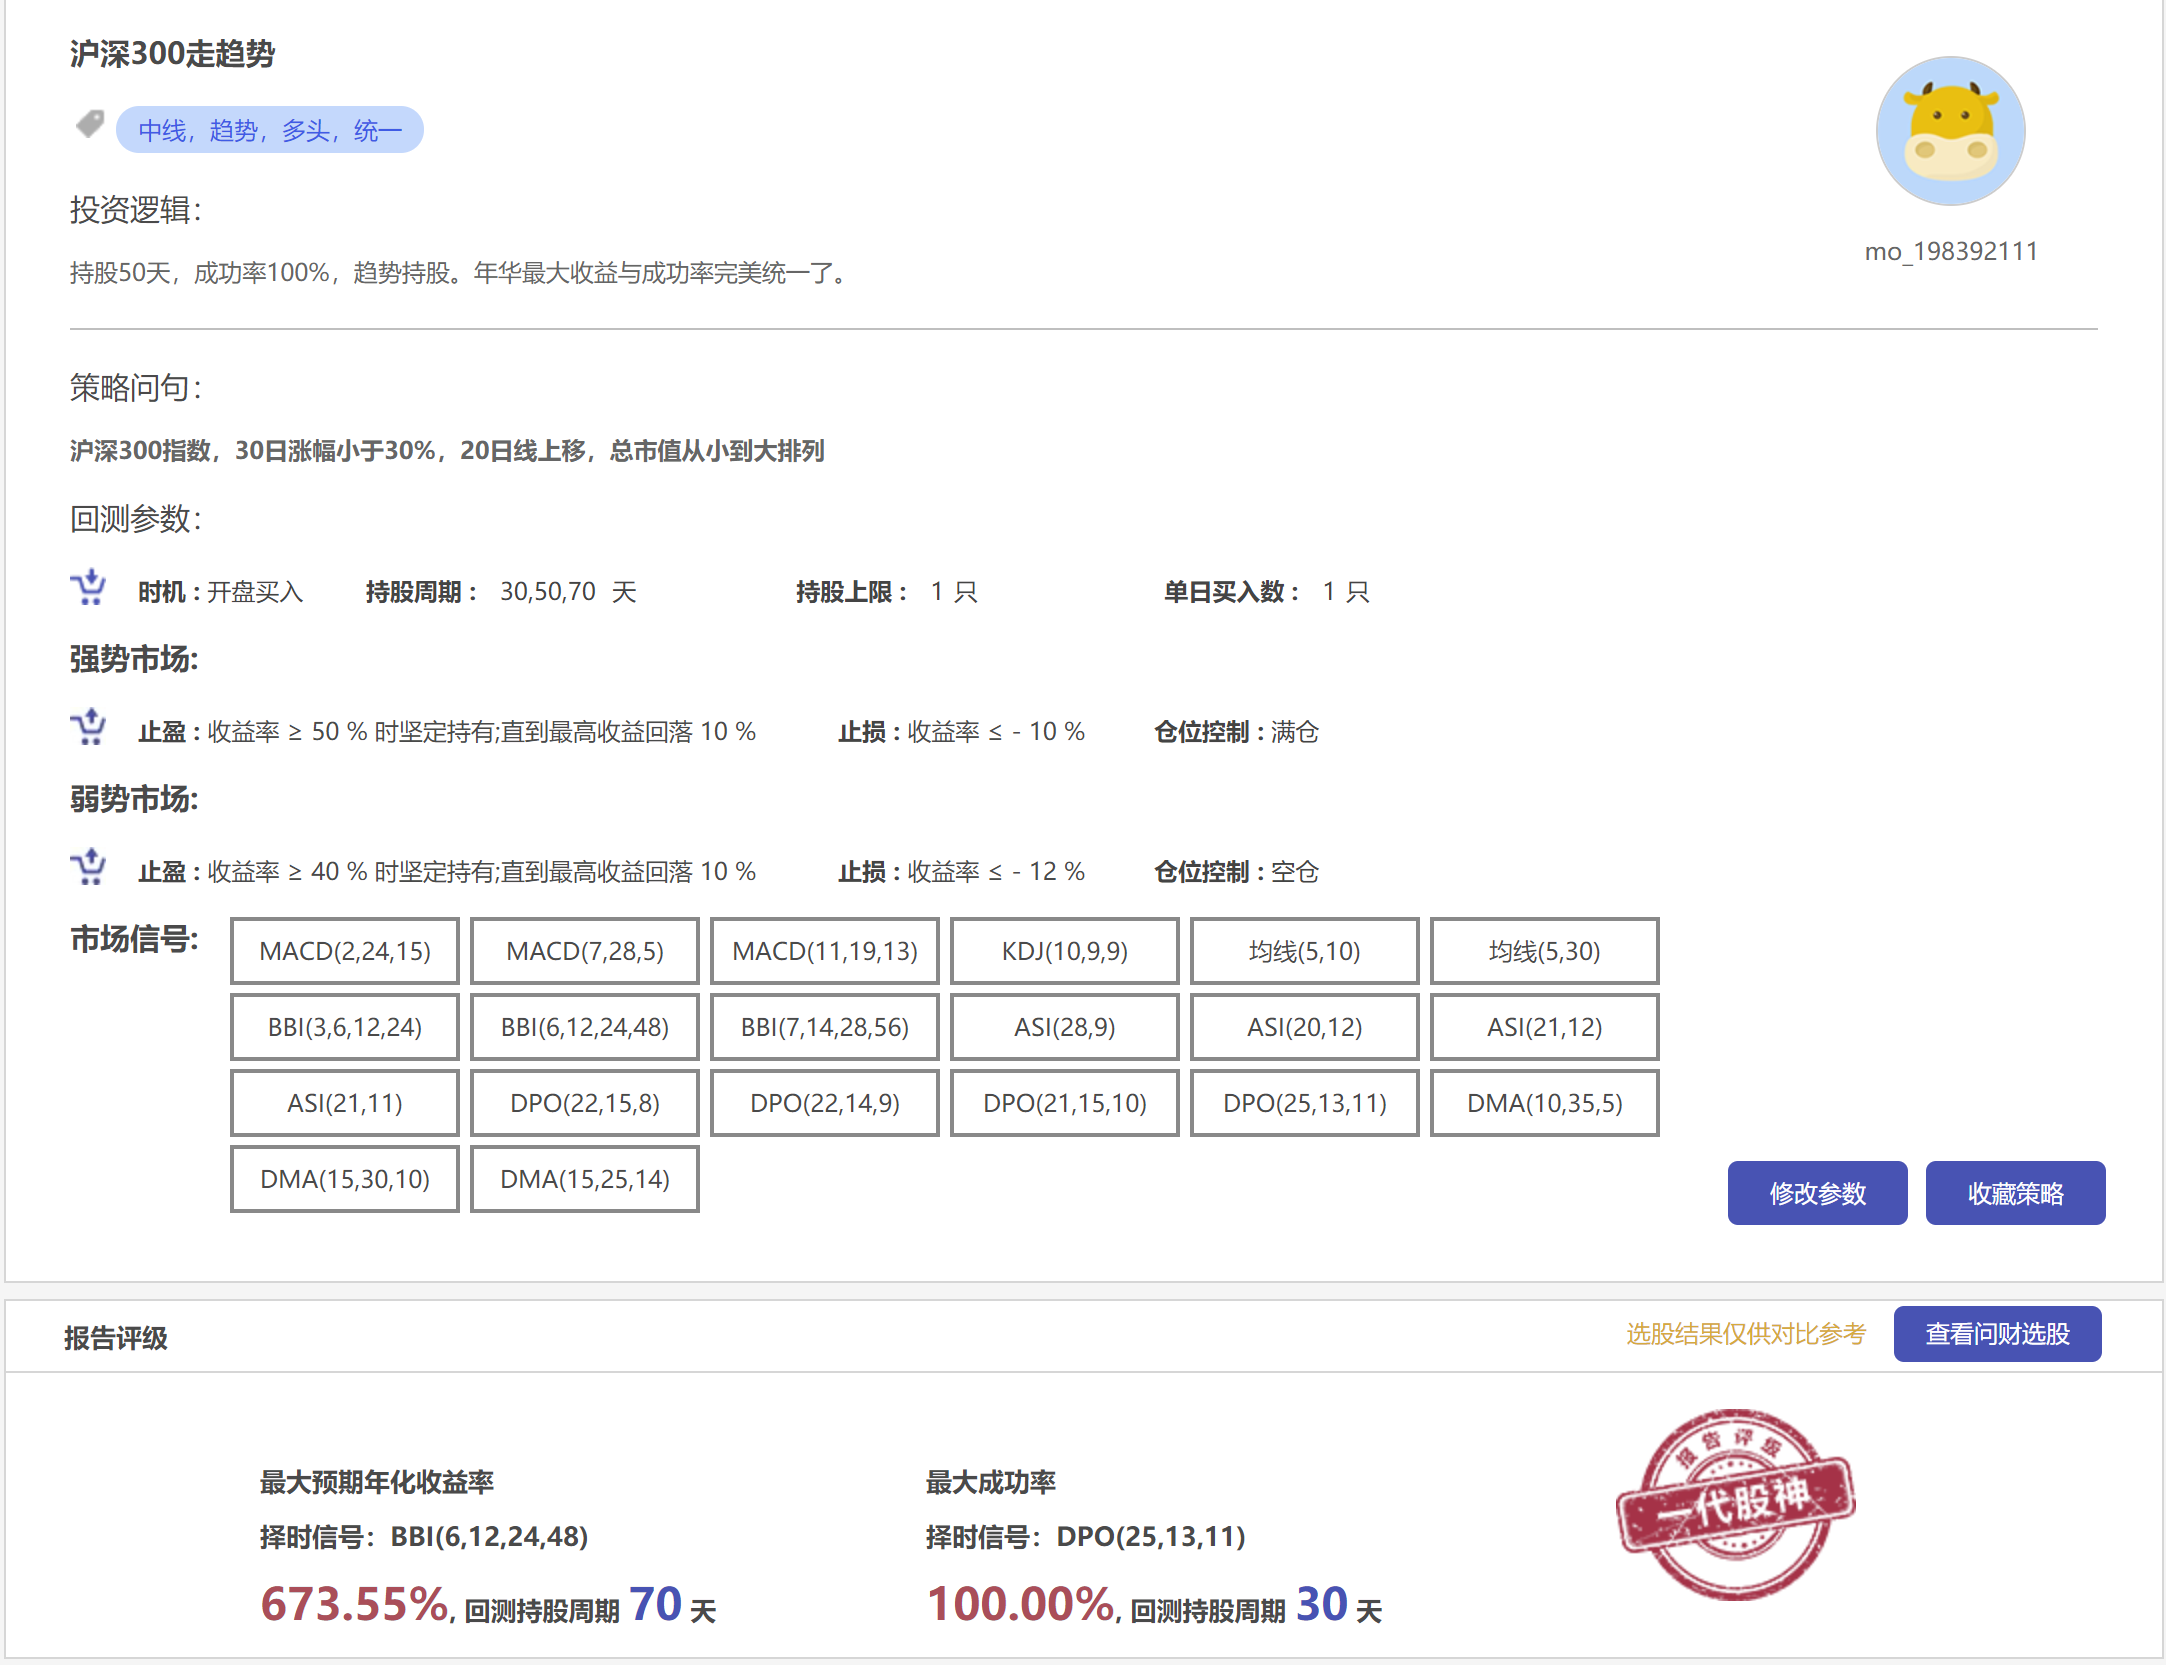 沪深300走趋势
中线，趋势，多头，统一
投资逻辑：
持股50天，成功率100%，趋势持股。年华最大收益与成功率完美统一了。
mo_198392111
策略问句：
沪深300指数，30日涨幅小于30%，20日线上移，总市值从小到大排列
回测参数：
时机：开盘买入 持股周期： 30,50,70 天 持股上限： 1 只 单日买入数： 1 只
强势市场:
止盈：收益率 ≥ 50 % 时坚定持有;直到最高收益回落 10 % 止损：收益率 ≤ - 10 % 仓位控制：满仓
弱势市场:
止盈：收益率 ≥ 40 % 时坚定持有;直到最高收益回落 10 % 止损：收益率 ≤ - 12 % 仓位控制：空仓
市场信号: MACD(2,24,15) MACD(7,28,5) MACD(11,19,13) KDJ(10,9,9) 均线(5,10) 均线(5,30)
BBI(3,6,12,24) BBI(6,12,24,48) BBI(7,14,28,56) ASI(28,9) ASI(20,12) ASI(21,12)
ASI(21,11) DPO(22,15,8) DPO(22,14,9) DPO(21,15,10) DPO(25,13,11) DMA(10,35,5)
DMA(15,30,10) DMA(15,25,14)
修改参数 收藏策略
报告评级 选股结果仅供对比参考 查看问财选股
最大预期年化收益率 最大成功率
择时信号：BBI(6,12,24,48) 择时信号：DPO(25,13,11)
673.55%, 回测持股周期 70 天 100.00%, 回测持股周期 30 天
报告评级
一代股神